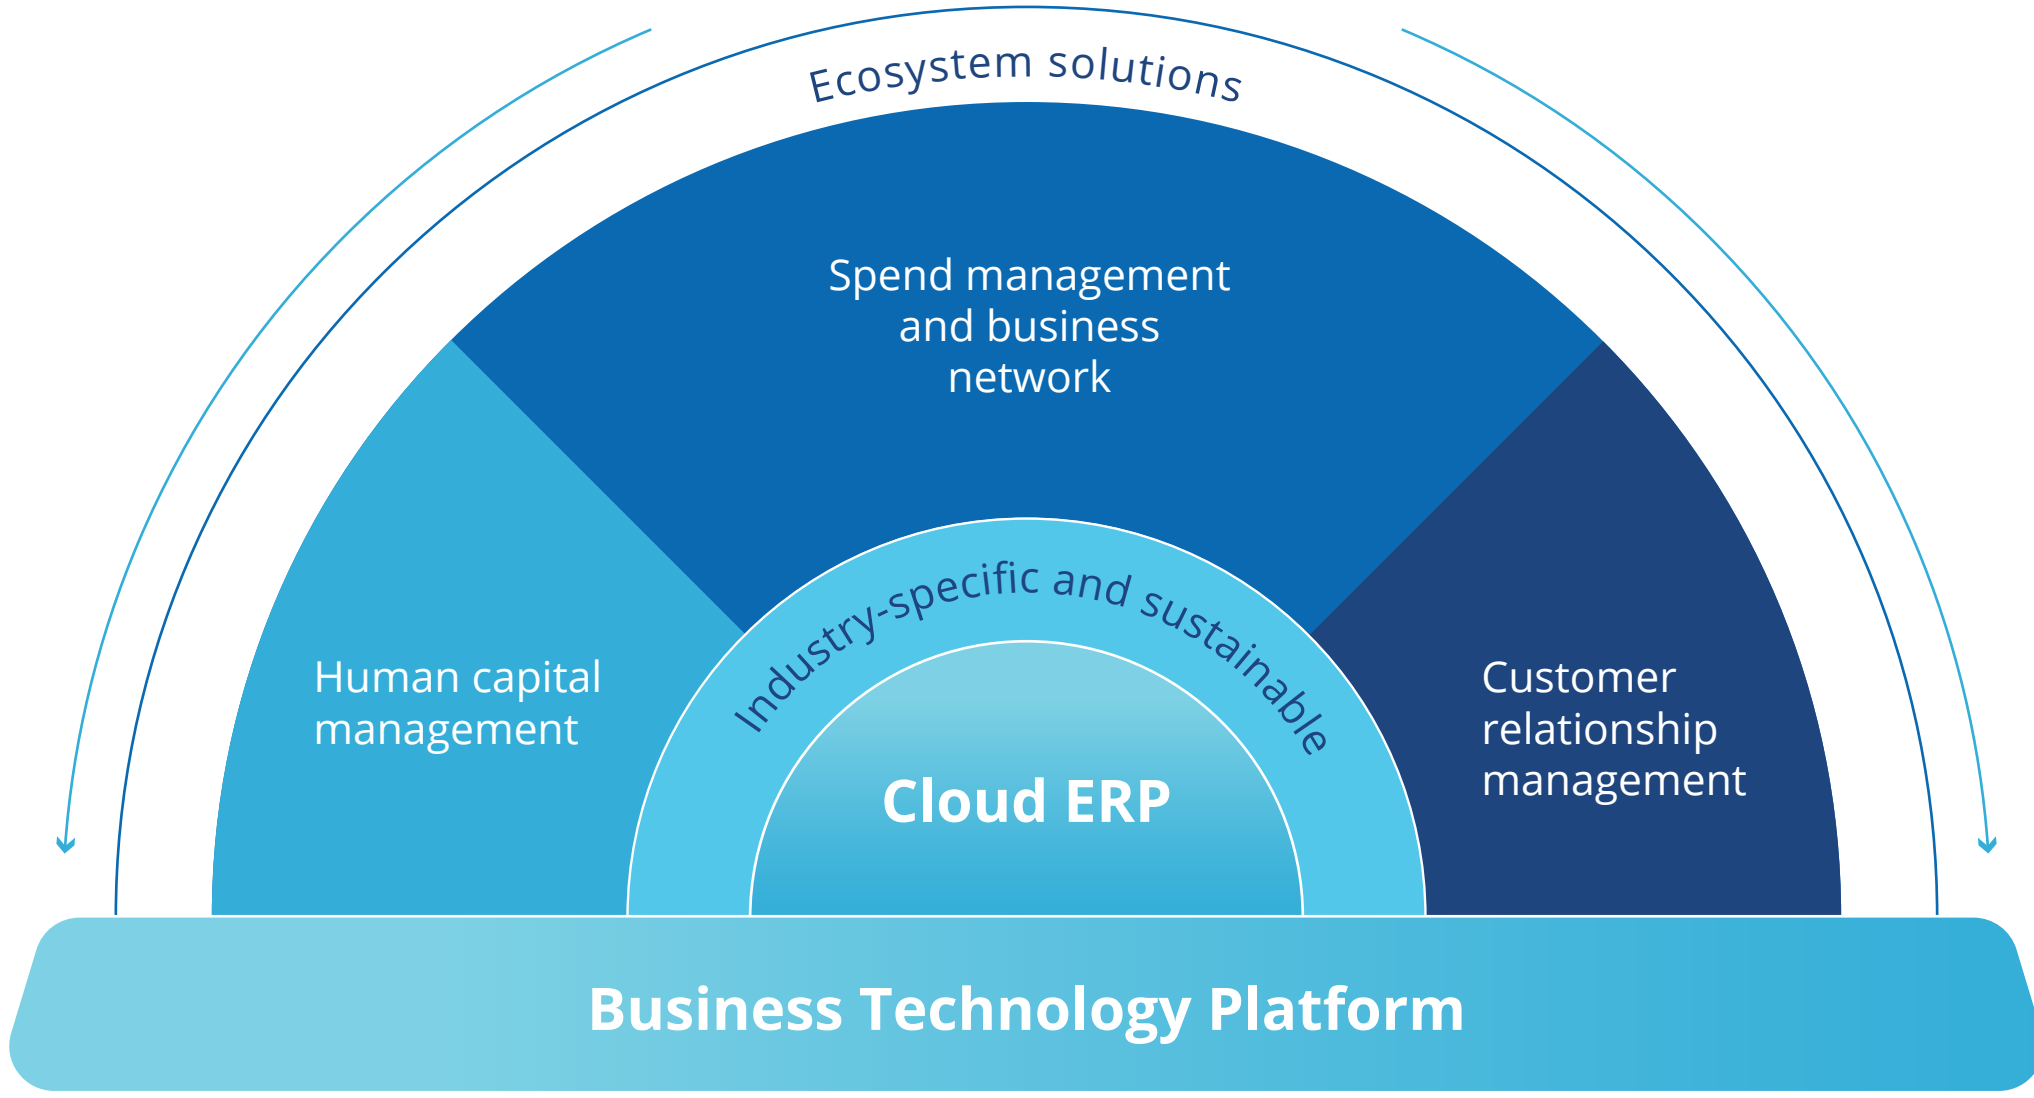 Ecosystem solutions
Spend management
and business
network
Human capital
management
Industry-specific and sustainable
Cloud ERP
Customer
relationship
management
Business Technology Platform